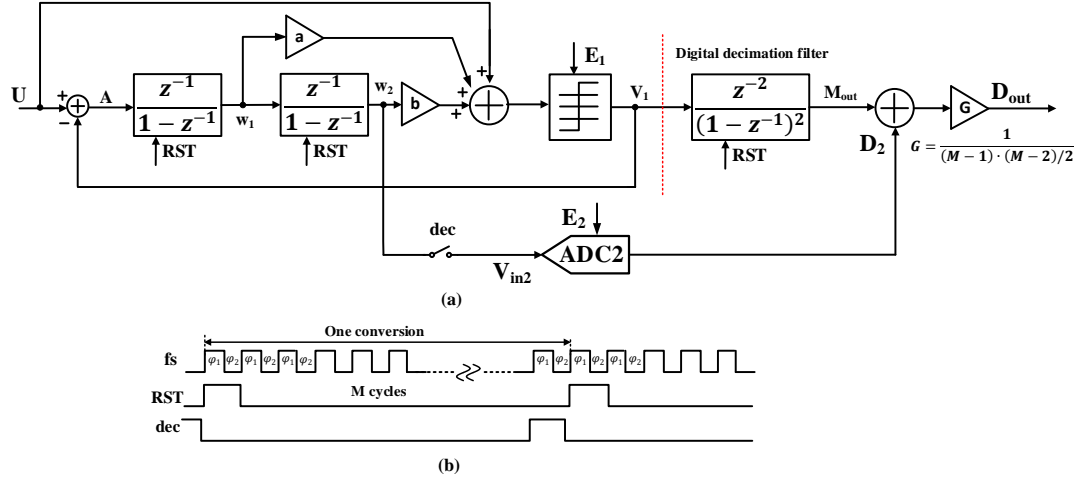 U
+
−
A
z⁻¹
1 − z⁻¹
RST
w₁
a
z⁻¹
1 − z⁻¹
RST
w₂
b
+
+
+
E₁
V₁
Digital decimation filter
z⁻²
(1 − z⁻¹)²
RST
Mout
D₂
G
Dout
G = 1 / (M − 1) · (M − 2)/2
dec
Vin2
E₂
ADC2
(a)
One conversion
fs φ₁ φ₂ φ₁ φ₂ φ₁ φ₂ φ₁ φ₂ φ₁ φ₂ φ₁ φ₂
RST M cycles
dec
(b)